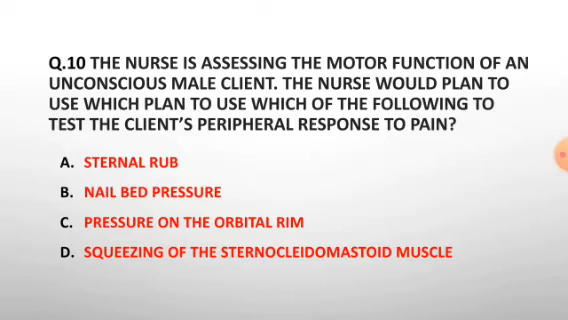 Q.10 THE NURSE IS ASSESSING THE MOTOR FUNCTION OF AN
UNCONSCIOUS MALE CLIENT. THE NURSE WOULD PLAN TO
USE WHICH PLAN TO USE WHICH OF THE FOLLOWING TO
TEST THE CLIENT’S PERIPHERAL RESPONSE TO PAIN?
A. STERNAL RUB
B. NAIL BED PRESSURE
C. PRESSURE ON THE ORBITAL RIM
D. SQUEEZING OF THE STERNOCLEIDOMASTOID MUSCLE